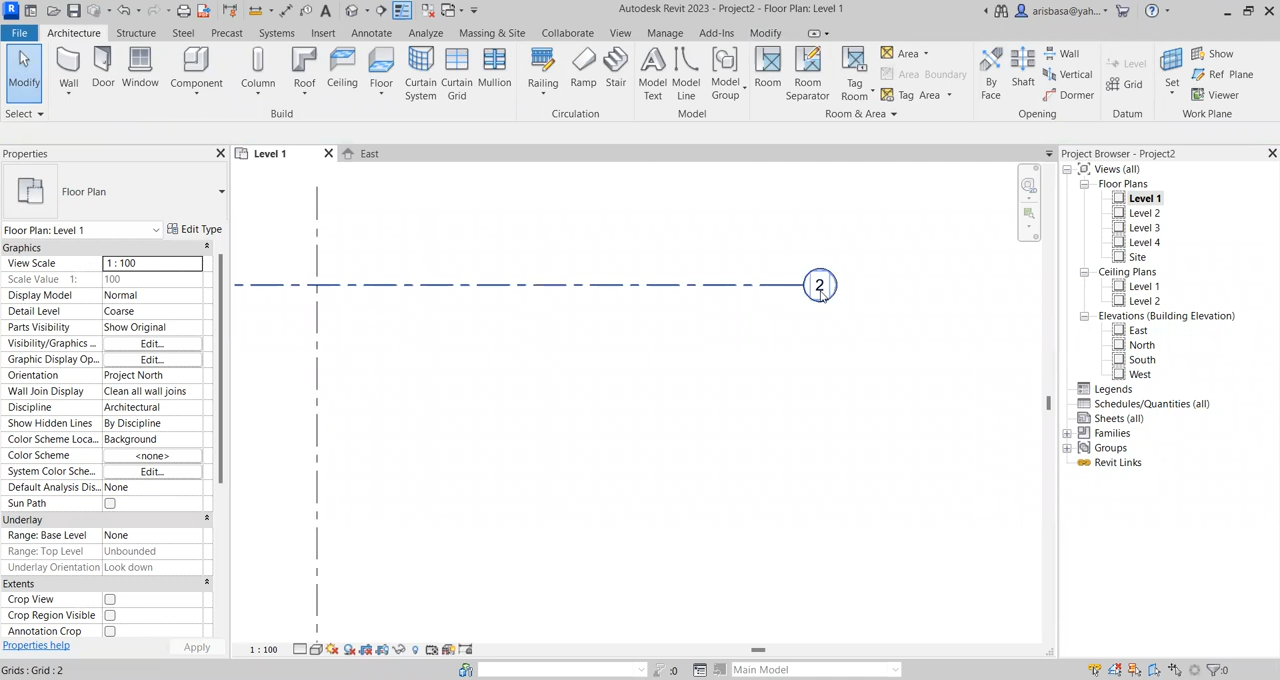 Autodesk Revit 2023 - Project2 - Floor Plan: Level 1
arisbasa@yah...
File Architecture Structure Steel Precast Systems Insert Annotate Analyze Massing & Site Collaborate View Manage Add-Ins Modify
Modify
Wall
Door
Window
Component
Column
Roof
Ceiling
Floor
Curtain System
Curtain Grid
Mullion
Railing
Ramp
Stair
Model Text
Model Line
Model Group
Room
Room Separator
Tag Room
Area
Area Boundary
Tag Area
By Face
Shaft
Wall
Vertical
Dormer
Level
Grid
Set
Show
Ref Plane
Viewer
Select
Build
Circulation
Model
Room & Area
Opening
Datum
Work Plane
Properties
Floor Plan
Floor Plan: Level 1
Edit Type
Graphics
View Scale 1 : 100
Scale Value 1: 100
Display Model Normal
Detail Level Coarse
Parts Visibility Show Original
Visibility/Graphics ... Edit...
Graphic Display Op... Edit...
Orientation Project North
Wall Join Display Clean all wall joins
Discipline Architectural
Show Hidden Lines By Discipline
Color Scheme Loca... Background
Color Scheme <none>
System Color Sche... Edit...
Default Analysis Dis... None
Sun Path
Underlay
Range: Base Level None
Range: Top Level Unbounded
Underlay Orientation Look down
Extents
Crop View
Crop Region Visible
Annotation Crop
Properties help
Apply
Level 1
East
2
1 : 100
Project Browser - Project2
Views (all)
Floor Plans
Level 1
Level 2
Level 3
Level 4
Site
Ceiling Plans
Level 1
Level 2
Elevations (Building Elevation)
East
North
South
West
Legends
Schedules/Quantities (all)
Sheets (all)
Families
Groups
Revit Links
Grids : Grid : 2
:0
Main Model
:0